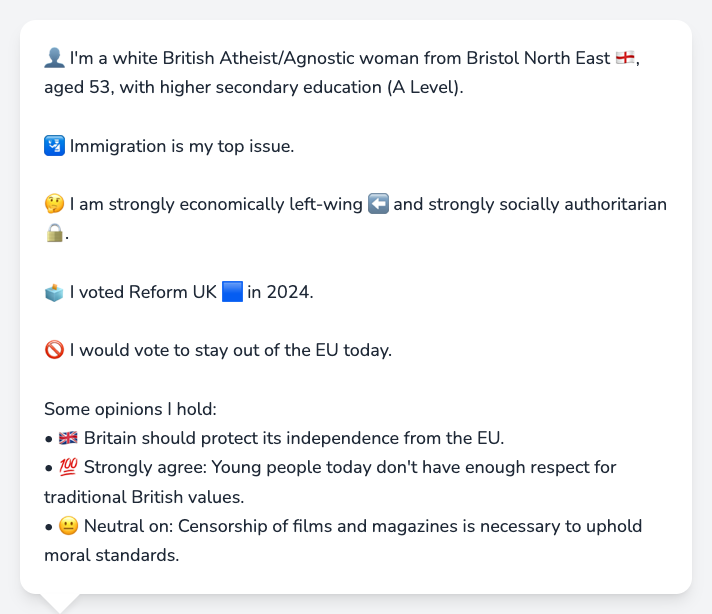 👤 I'm a white British Atheist/Agnostic woman from Bristol North East 🏴󠁧󠁢󠁥󠁮󠁧󠁿,
aged 53, with higher secondary education (A Level).
🛂 Immigration is my top issue.
🤔 I am strongly economically left-wing ⬅️ and strongly socially authoritarian
🔒.
🗳️ I voted Reform UK 🟦 in 2024.
🚫 I would vote to stay out of the EU today.
Some opinions I hold:
• 🇬🇧 Britain should protect its independence from the EU.
• 💯 Strongly agree: Young people today don't have enough respect for
traditional British values.
• 😐 Neutral on: Censorship of films and magazines is necessary to uphold
moral standards.